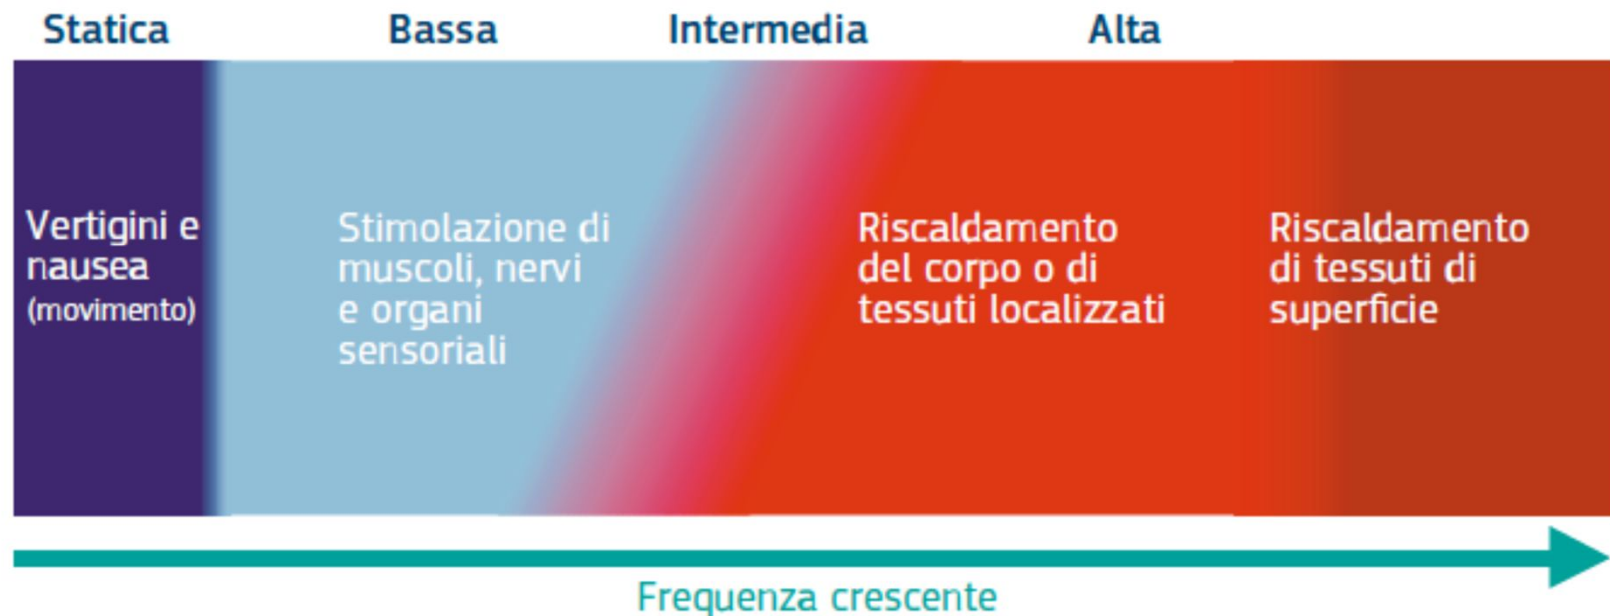 Statica Bassa Intermedia Alta
Vertigini e
nausea
(movimento)
Stimolazione di
muscoli, nervi
e organi
sensoriali
Riscaldamento
del corpo o di
tessuti localizzati
Riscaldamento
di tessuti di
superficie
Frequenza crescente